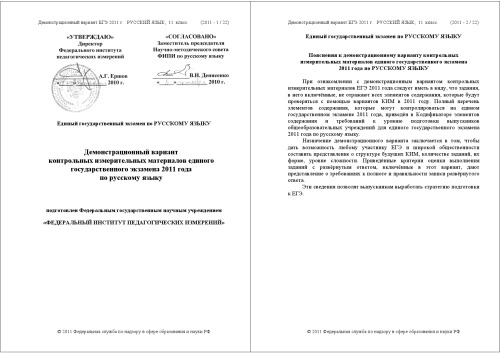 Демонстрационный вариант ЕГЭ 2011 г. РУССКИЙ ЯЗЫК, 11 класс (2011 - 1 / 22)
«УТВЕРЖДАЮ»
Директор
Федерального института
педагогических измерений
А.Г. Ершов
2010 г.
«СОГЛАСОВАНО»
Заместитель председателя
Научно-методического совета
ФИПИ по русскому языку
В.И. Денисенко
2010 г.
Единый государственный экзамен по РУССКОМУ ЯЗЫКУ
Демонстрационный вариант
контрольных измерительных материалов единого
государственного экзамена 2011 года
по русскому языку
подготовлен Федеральным государственным научным учреждением
«ФЕДЕРАЛЬНЫЙ ИНСТИТУТ ПЕДАГОГИЧЕСКИХ ИЗМЕРЕНИЙ»
© 2011 Федеральная служба по надзору в сфере образования и науки РФ
Демонстрационный вариант ЕГЭ 2011 г. РУССКИЙ ЯЗЫК, 11 класс (2011 - 2 / 22)
Единый государственный экзамен по РУССКОМУ ЯЗЫКУ
Пояснения к демонстрационному варианту контрольных
измерительных материалов единого государственного экзамена
2011 года по РУССКОМУ ЯЗЫКУ
При ознакомлении с демонстрационным вариантом контрольных
измерительных материалов ЕГЭ 2011 года следует иметь в виду, что задания,
в него включённые, не отражают всех элементов содержания, которые будут
проверяться с помощью вариантов КИМ в 2011 году. Полный перечень
элементов содержания, которые могут контролироваться на едином
государственном экзамене 2011 года, приведён в Кодификаторе элементов
содержания и требований к уровню подготовки выпускников
общеобразовательных учреждений для единого государственного экзамена
2011 года по русскому языку.
Назначение демонстрационного варианта заключается в том, чтобы
дать возможность любому участнику ЕГЭ и широкой общественности
составить представление о структуре будущих КИМ, количестве заданий, их
форме, уровне сложности. Приведённые критерии оценки выполнения
заданий с развёрнутым ответом, включённые в этот вариант, дают
представление о требованиях к полноте и правильности записи развёрнутого
ответа.
Эти сведения позволят выпускникам выработать стратегию подготовки
к ЕГЭ.
© 2011 Федеральная служба по надзору в сфере образования и науки РФ